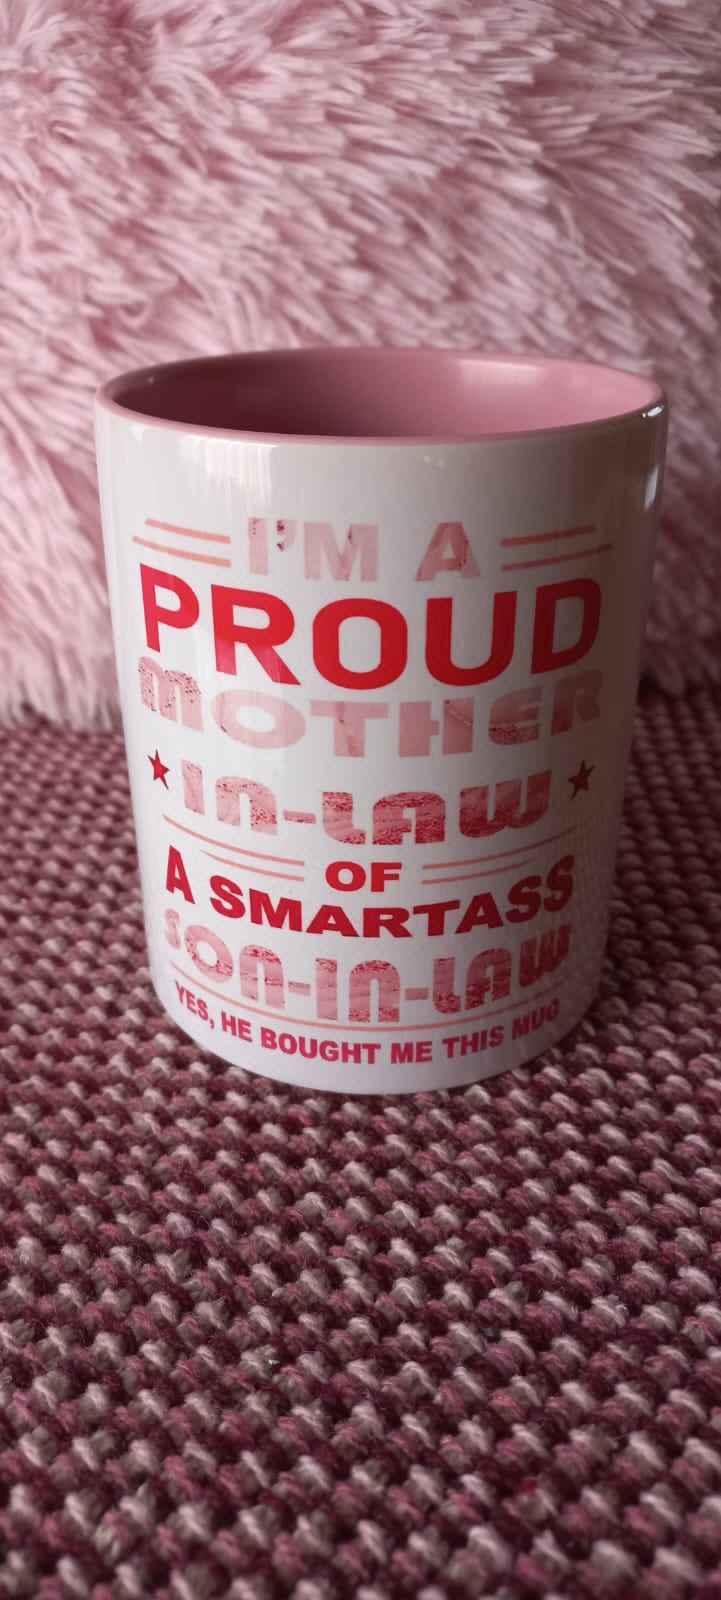 I'M A
PROUD
MOTHER
IN-LAW
OF
A SMARTASS
SON-IN-LAW
YES, HE BOUGHT ME THIS MUG